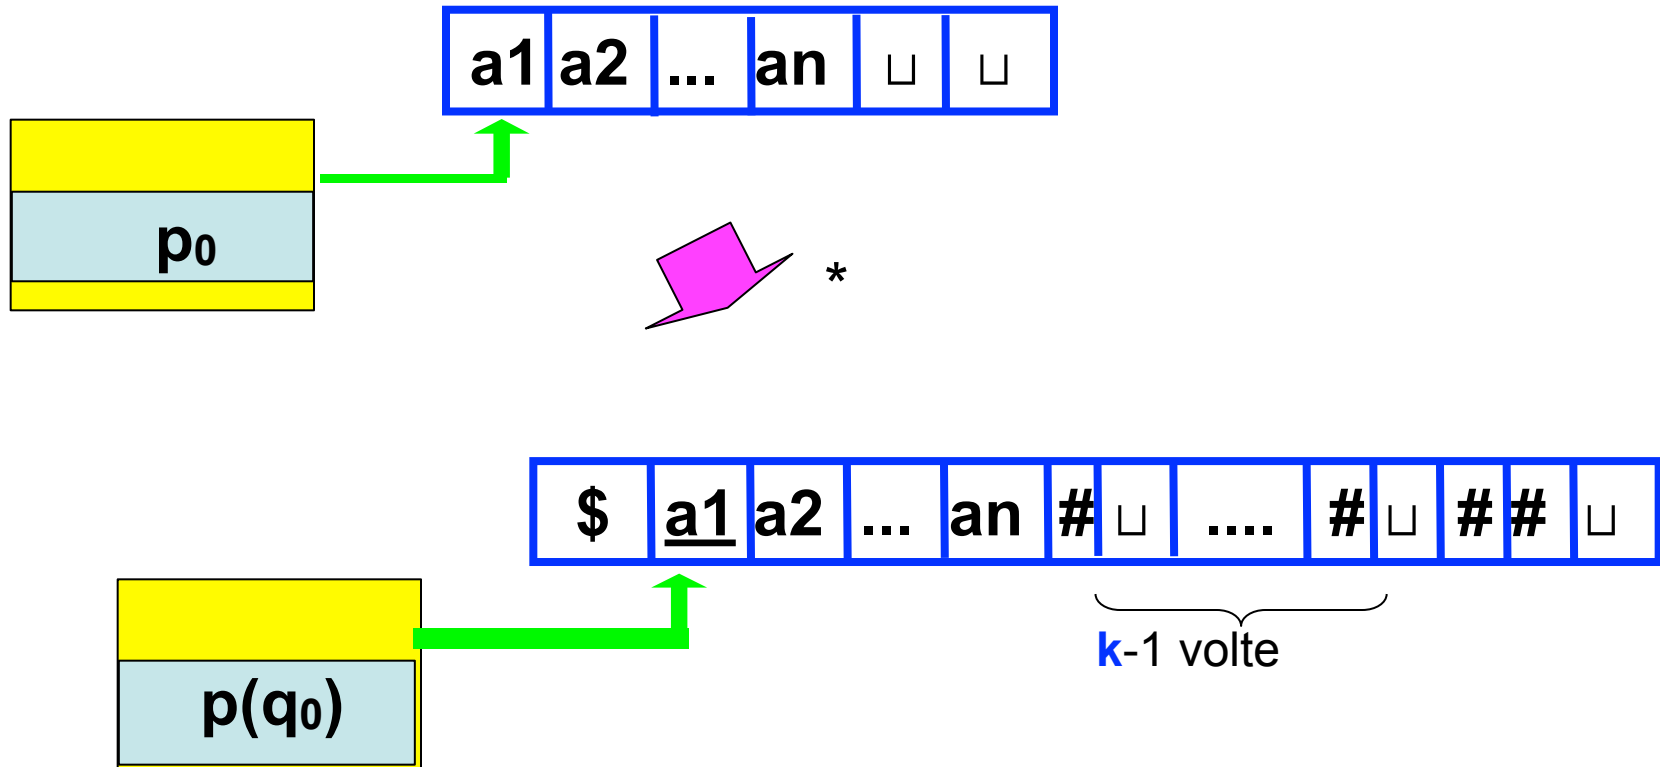 a1 a2 ... an ⊔ ⊔
p₀
*
$ a1 a2 ... an # ⊔ .... # ⊔ # # ⊔
k-1 volte
p(q₀)